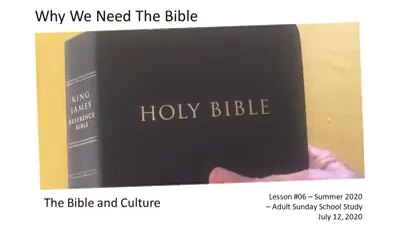 Why We Need The Bible
KING
JAMES
REFERENCE
BIBLE
HOLY BIBLE
The Bible and Culture
Lesson #06 – Summer 2020
– Adult Sunday School Study
July 12, 2020